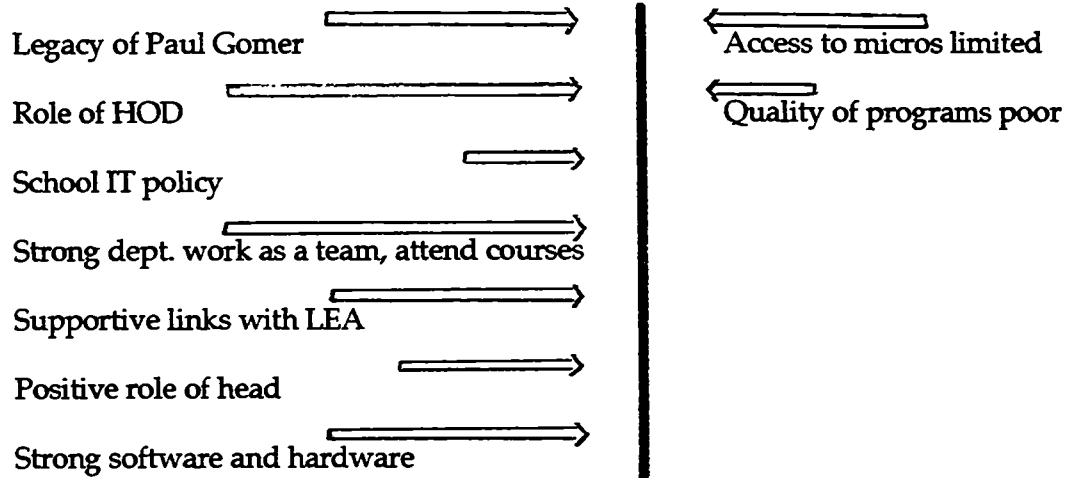 Legacy of Paul Gomer
Access to micros limited
Role of HOD
Quality of programs poor
School IT policy
Strong dept. work as a team, attend courses
Supportive links with LEA
Positive role of head
Strong software and hardware